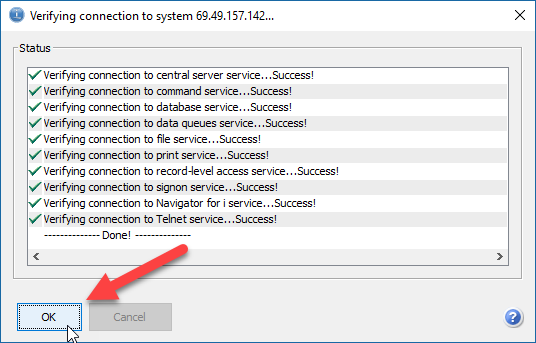 Verifying connection to system 69.49.157.142...
Status
Verifying connection to central server service...Success!
Verifying connection to command service...Success!
Verifying connection to database service...Success!
Verifying connection to data queues service...Success!
Verifying connection to file service...Success!
Verifying connection to print service...Success!
Verifying connection to record-level access service...Success!
Verifying connection to signon service...Success!
Verifying connection to Navigator for i service...Success!
Verifying connection to Telnet service...Success!
-------------- Done! --------------
OK
Cancel
?